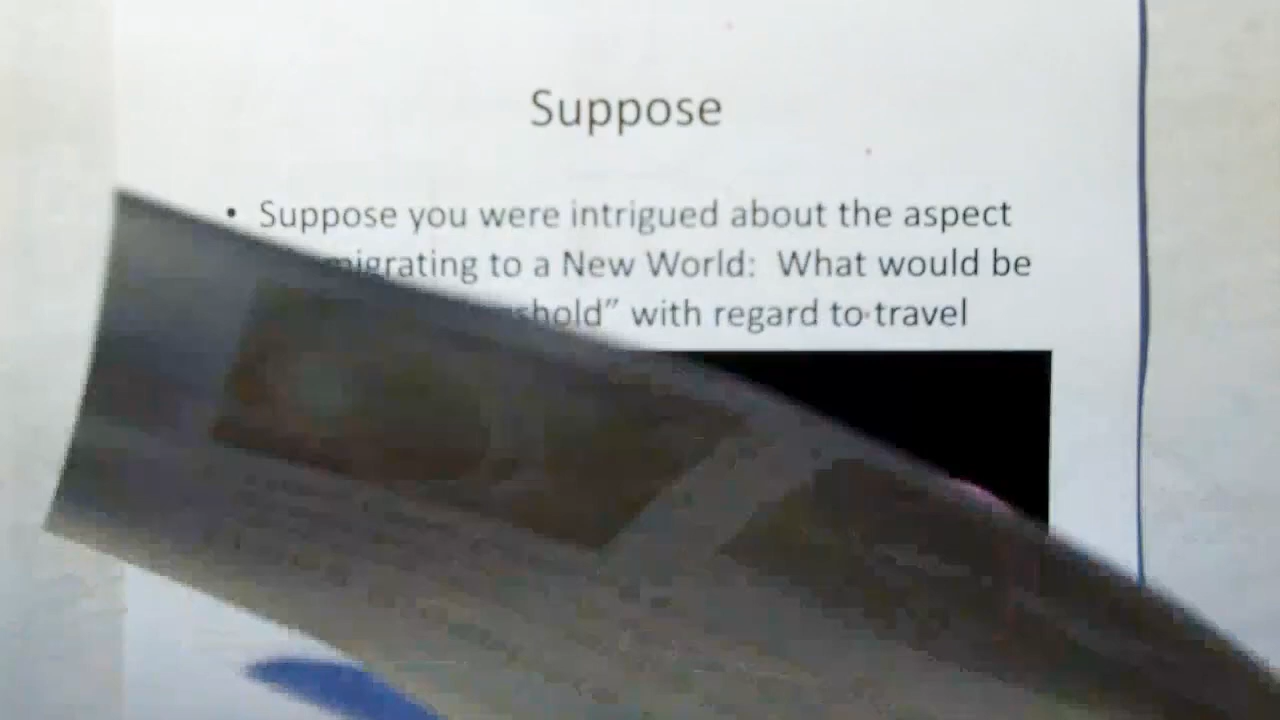 Suppose
• Suppose you were intrigued about the aspect
migrating to a New World: What would be
with regard to travel